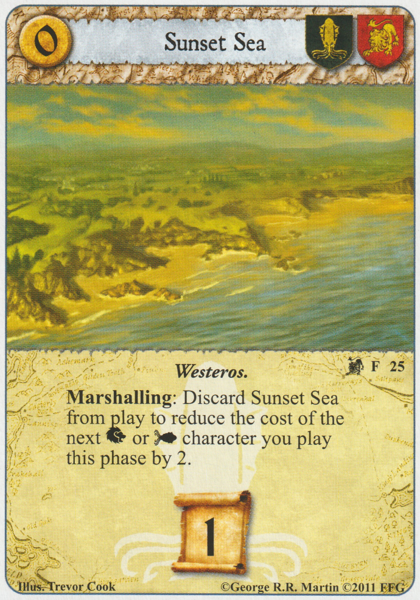 0
Sunset Sea
Westeros.
F 25
Marshalling: Discard Sunset Sea
from play to reduce the cost of the
next or character you play
this phase by 2.
1
Illus. Trevor Cook
©George R.R. Martin ©2011 FFG